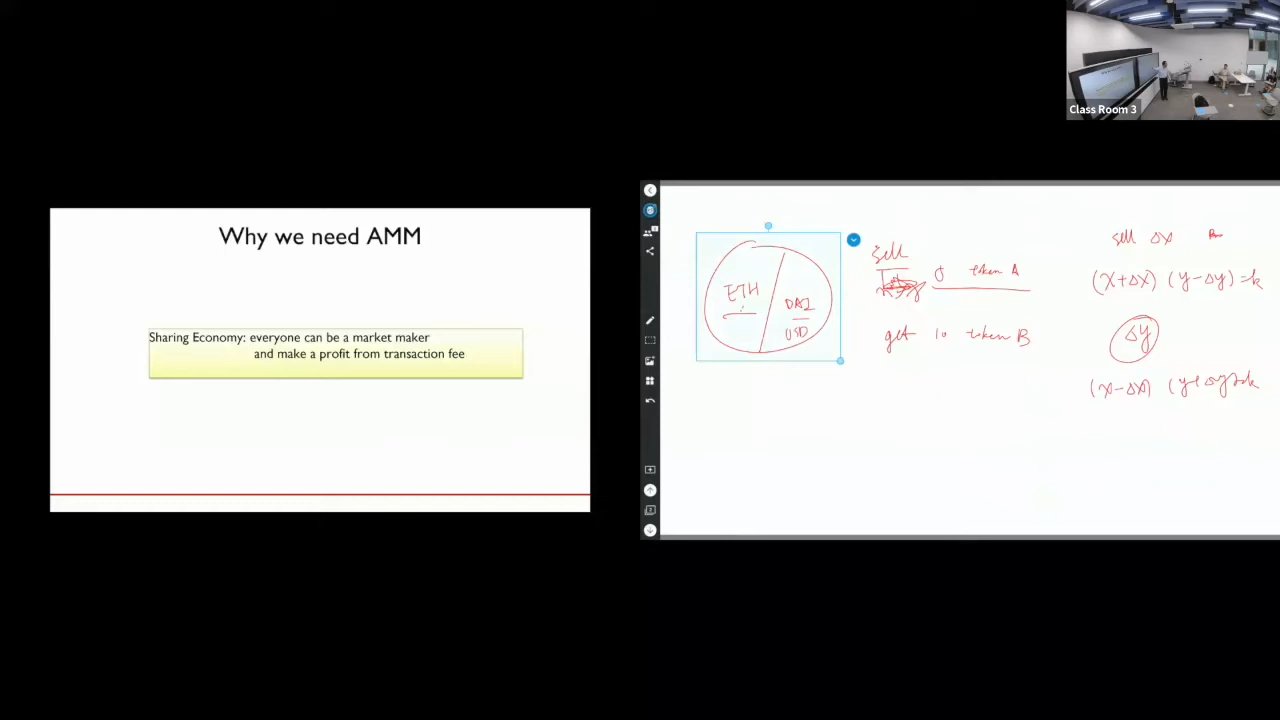 Class Room 3
Why we need AMM
Sharing Economy: everyone can be a market maker
and make a profit from transaction fee
ETH
DAI
USD
sell
token A
get 10 token B
sell Δx
(x+Δx) (y-Δy)=k
Δy
(x-Δx) (y+Δy)=k